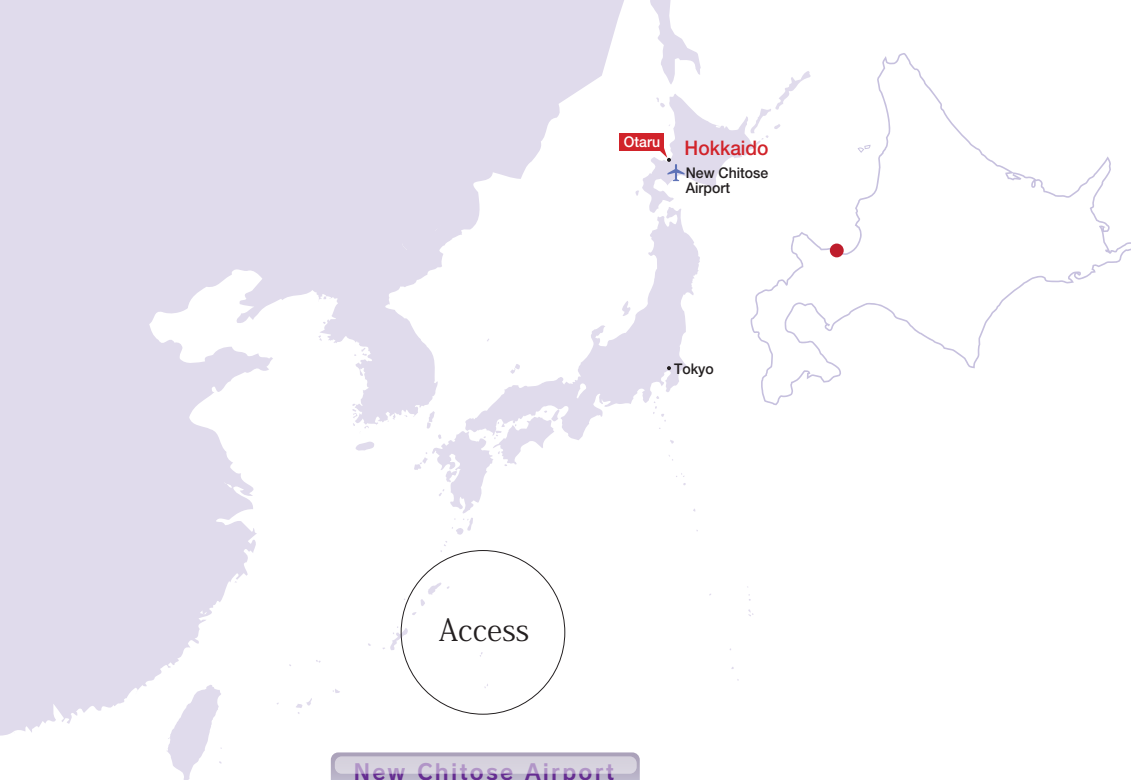 Otaru
Hokkaido
New Chitose
Airport
Tokyo
Access
New Chitose Airport